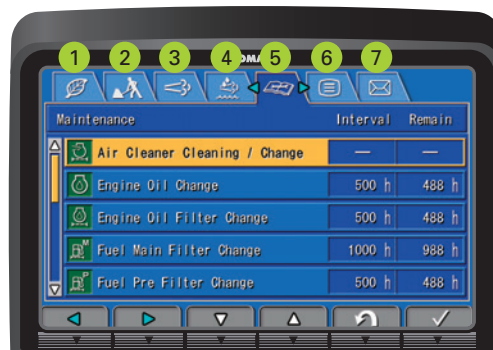 1 2 3 4 5 6 7
OMA
Maintenance Interval Remain
Air Cleaner Cleaning / Change — —
Engine Oil Change 500 h 488 h
Engine Oil Filter Change 500 h 488 h
M
Fuel Main Filter Change 1000 h 988 h
P
Fuel Pre Filter Change 500 h 488 h